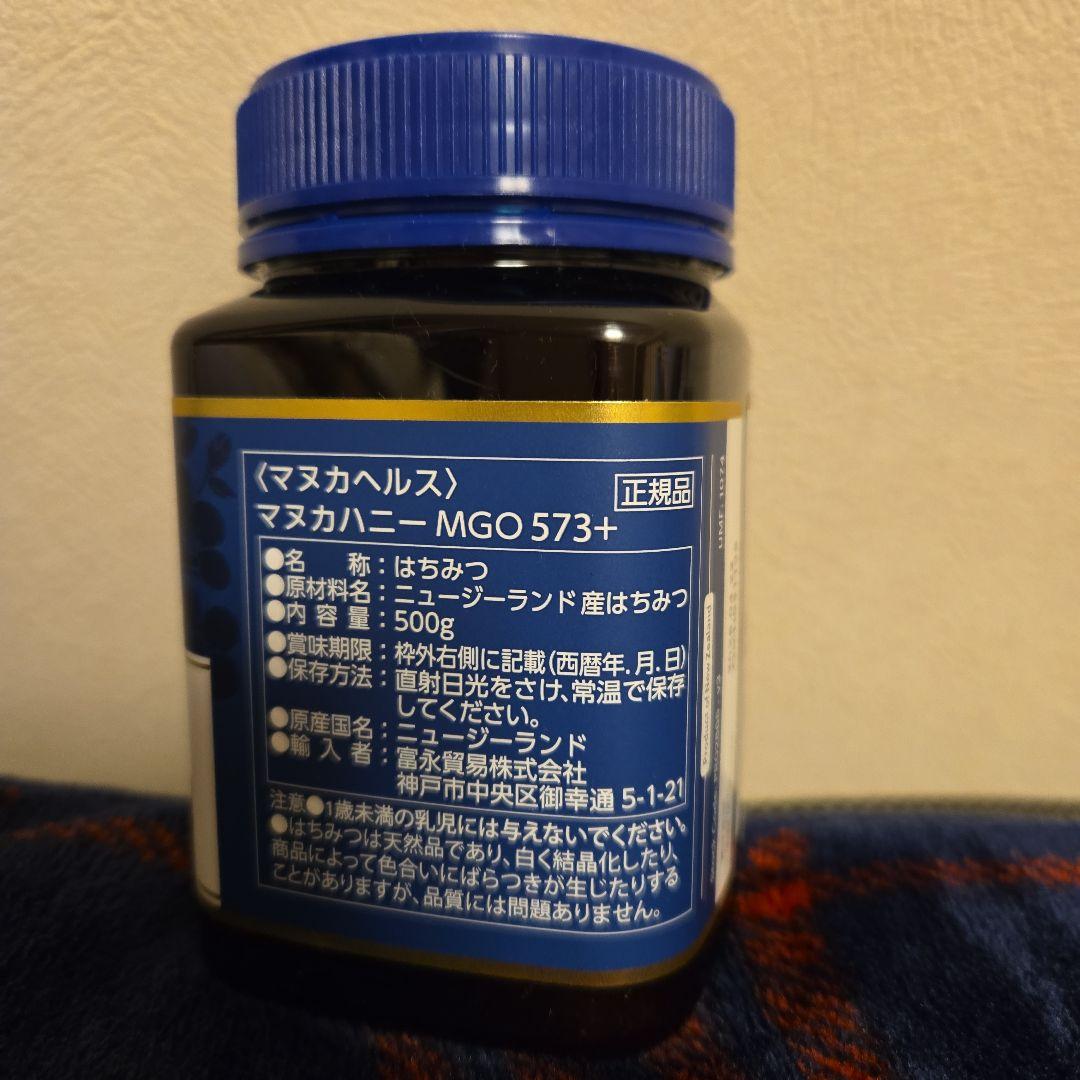 〈マヌカヘルス〉
正規品
マヌカハニー MGO 573+
●名 称：はちみつ
●原材料名：ニュージーランド産はちみつ
●内容量：500g
●賞味期限：枠外右側に記載(西暦年.月.日)
●保存方法：直射日光をさけ、常温で保存
してください。
●原産国名：ニュージーランド
●輸入者：富永貿易株式会社
神戸市中央区御幸通 5-1-21
注意●1歳未満の乳児には与えないでください。
●はちみつは天然品であり、白く結晶化したり、
商品によって色合いにばらつきが生じたりする
ことがありますが、品質には問題ありません。
Product of New Zealand
UMF: 1074